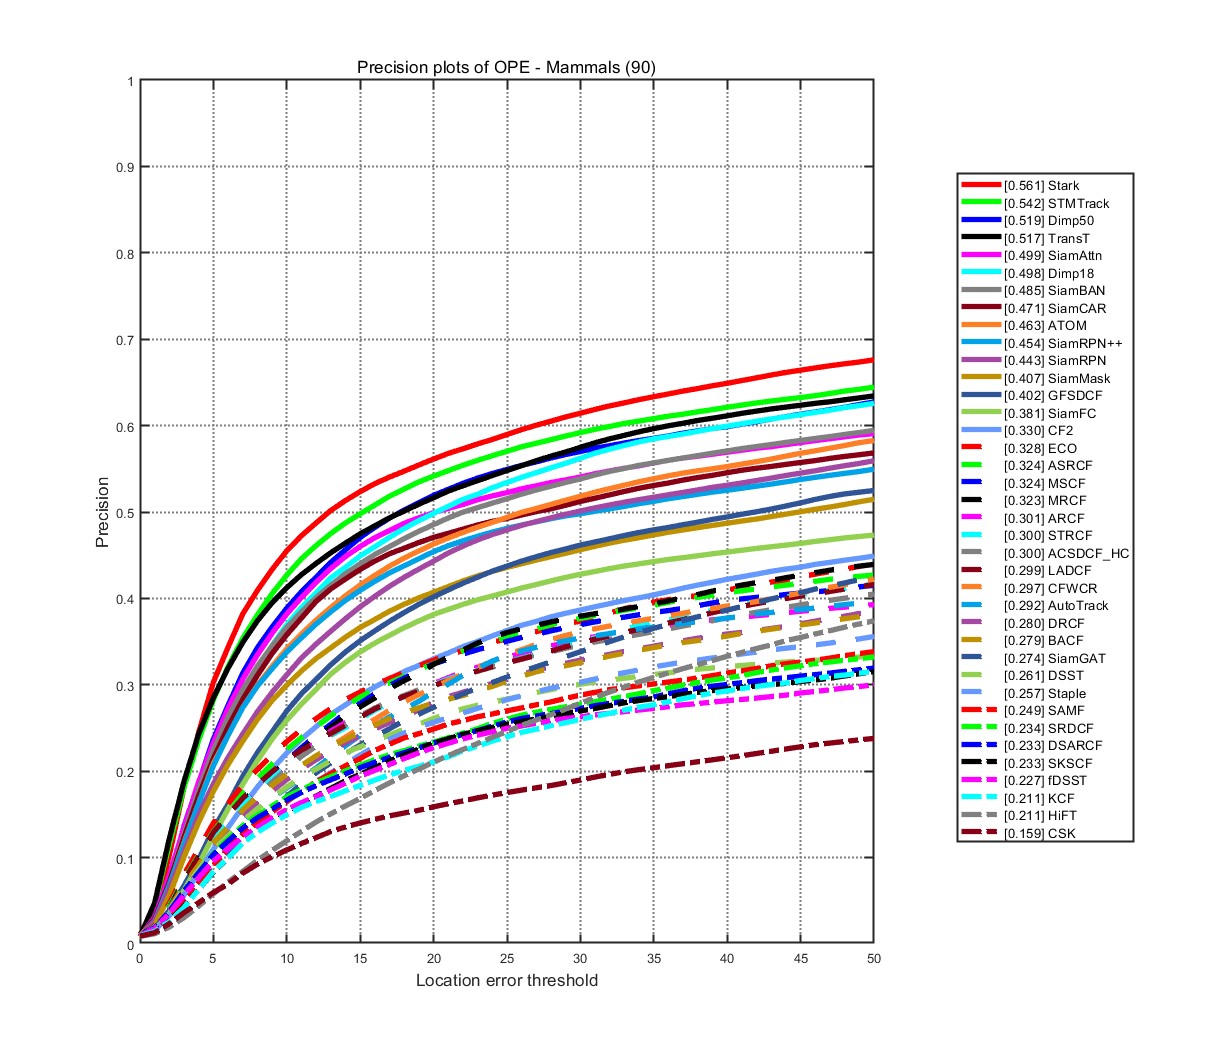 Precision plots of OPE - Mammals (90)
1
0.9
0.8
0.7
0.6
0.5
0.4
0.3
0.2
0.1
0
Precision
0 5 10 15 20 25 30 35 40 45 50
Location error threshold
[0.561] Stark
[0.542] STMTrack
[0.519] Dimp50
[0.517] TransT
[0.499] SiamAttn
[0.498] Dimp18
[0.485] SiamBAN
[0.471] SiamCAR
[0.463] ATOM
[0.454] SiamRPN++
[0.443] SiamRPN
[0.407] SiamMask
[0.402] GFSDCF
[0.381] SiamFC
[0.330] CF2
[0.328] ECO
[0.324] ASRCF
[0.324] MSCF
[0.323] MRCF
[0.301] ARCF
[0.300] STRCF
[0.300] ACSDCF_HC
[0.299] LADCF
[0.297] CFWCR
[0.292] AutoTrack
[0.280] DRCF
[0.279] BACF
[0.274] SiamGAT
[0.261] DSST
[0.257] Staple
[0.249] SAMF
[0.234] SRDCF
[0.233] DSARCF
[0.233] SKSCF
[0.227] fDSST
[0.211] KCF
[0.211] HiFT
[0.159] CSK